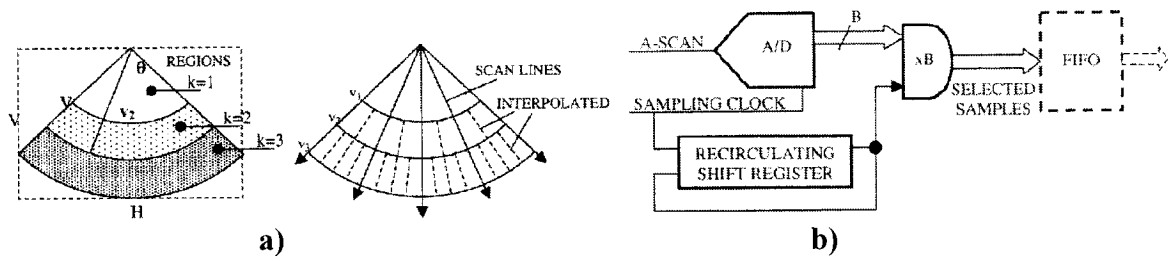 θ
REGIONS
k=1
V
V
v₂
k=2
k=3
H
a)
SCAN LINES
INTERPOLATED
v₁
v₂
v₃
A-SCAN
A/D
B
xB
FIFO
SELECTED
SAMPLES
SAMPLING CLOCK
RECIRCULATING
SHIFT REGISTER
b)